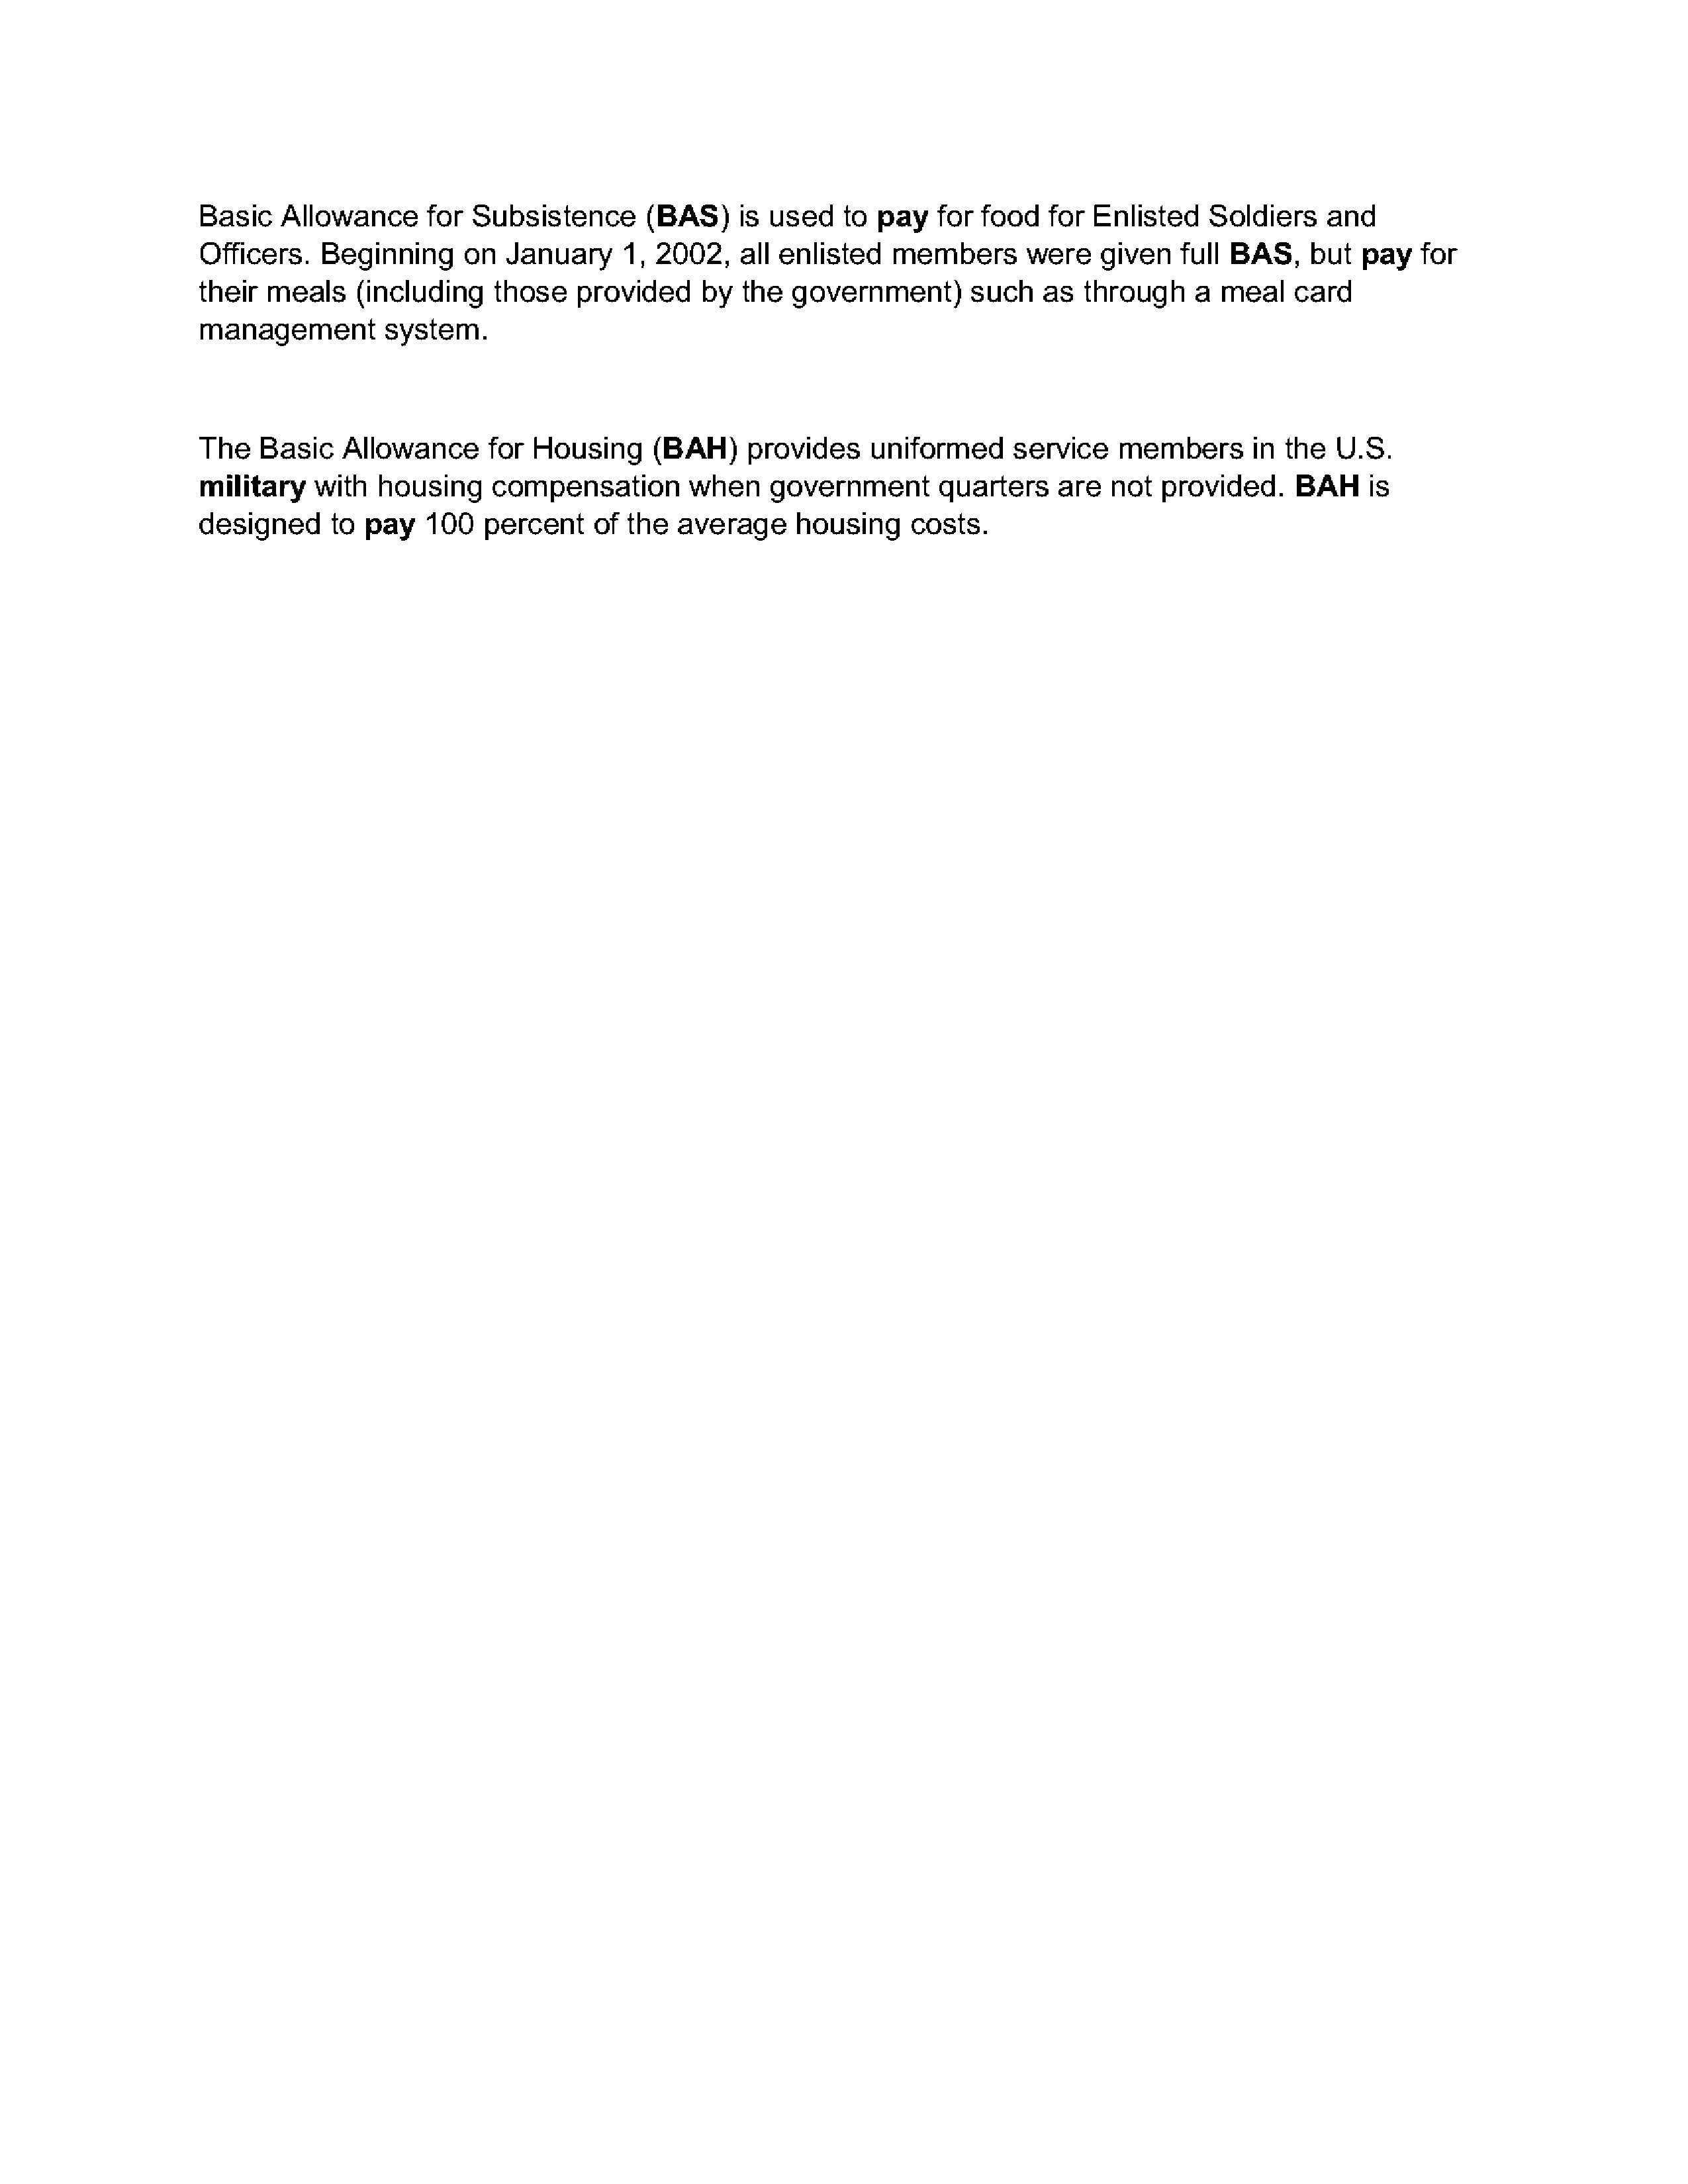 Basic Allowance for Subsistence (BAS) is used to pay for food for Enlisted Soldiers and
Officers. Beginning on January 1, 2002, all enlisted members were given full BAS, but pay for
their meals (including those provided by the government) such as through a meal card
management system.
The Basic Allowance for Housing (BAH) provides uniformed service members in the U.S.
military with housing compensation when government quarters are not provided. BAH is
designed to pay 100 percent of the average housing costs.